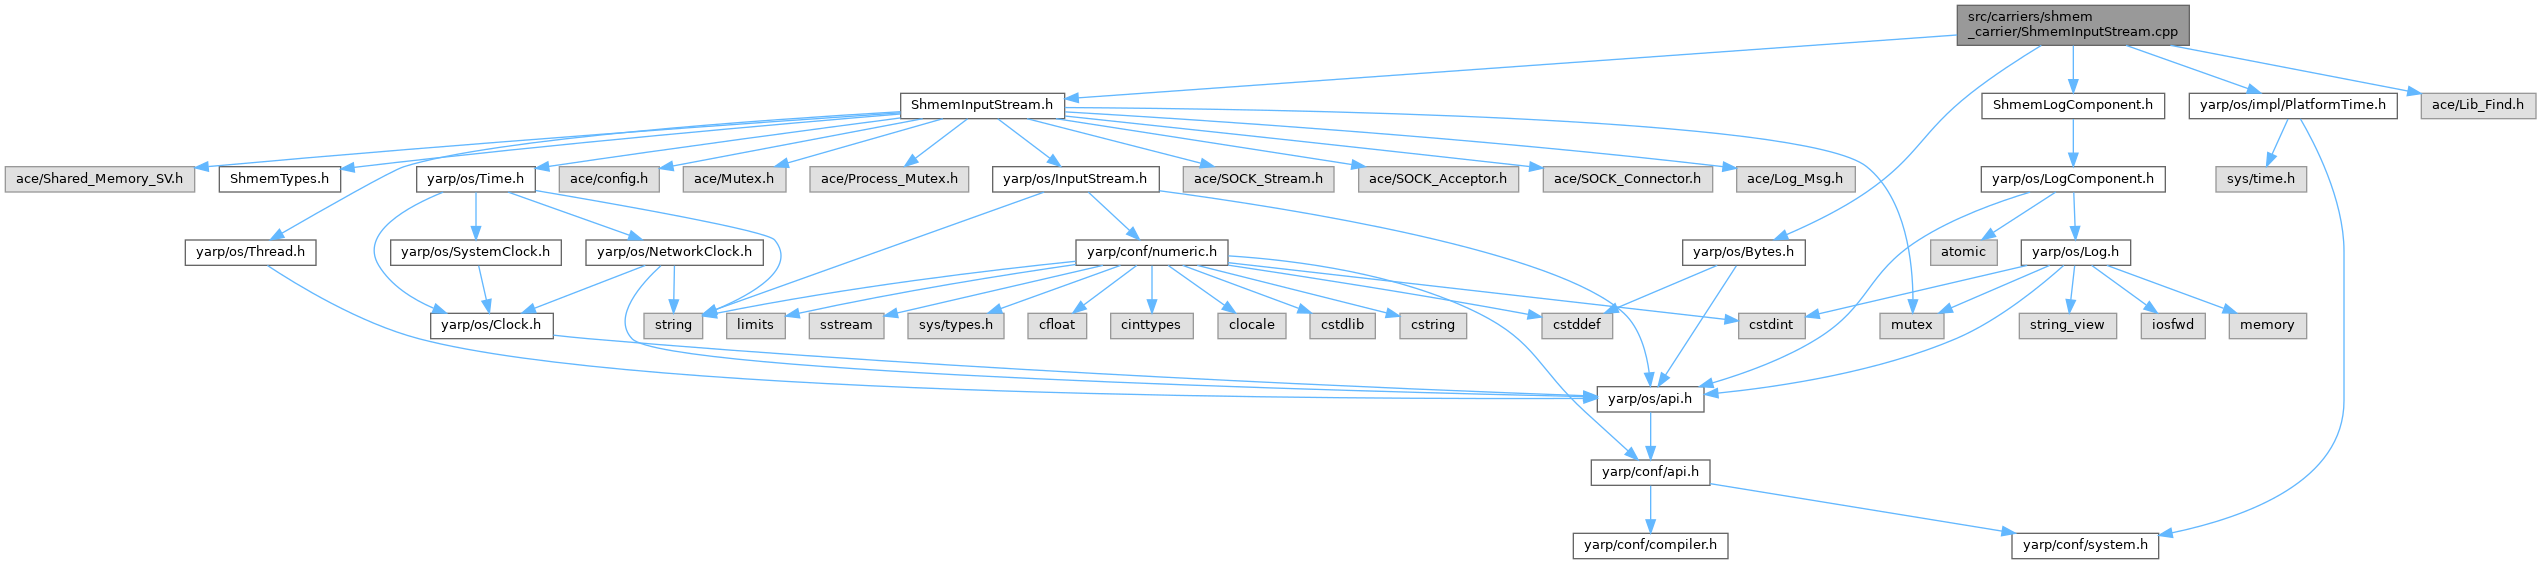 src/carriers/shmem
_carrier/ShmemInputStream.cpp
ShmemInputStream.h
ShmemLogComponent.h
yarp/os/impl/PlatformTime.h
ace/Lib_Find.h
ace/Shared_Memory_SV.h
ShmemTypes.h
yarp/os/Time.h
ace/config.h
ace/Mutex.h
ace/Process_Mutex.h
yarp/os/InputStream.h
ace/SOCK_Stream.h
ace/SOCK_Acceptor.h
ace/SOCK_Connector.h
ace/Log_Msg.h
yarp/os/LogComponent.h
sys/time.h
yarp/os/Thread.h
yarp/os/SystemClock.h
yarp/os/NetworkClock.h
yarp/conf/numeric.h
yarp/os/Bytes.h
atomic
yarp/os/Log.h
yarp/os/Clock.h
string
limits
sstream
sys/types.h
cfloat
cinttypes
clocale
cstdlib
cstring
cstddef
cstdint
mutex
string_view
iosfwd
memory
yarp/os/api.h
yarp/conf/api.h
yarp/conf/compiler.h
yarp/conf/system.h